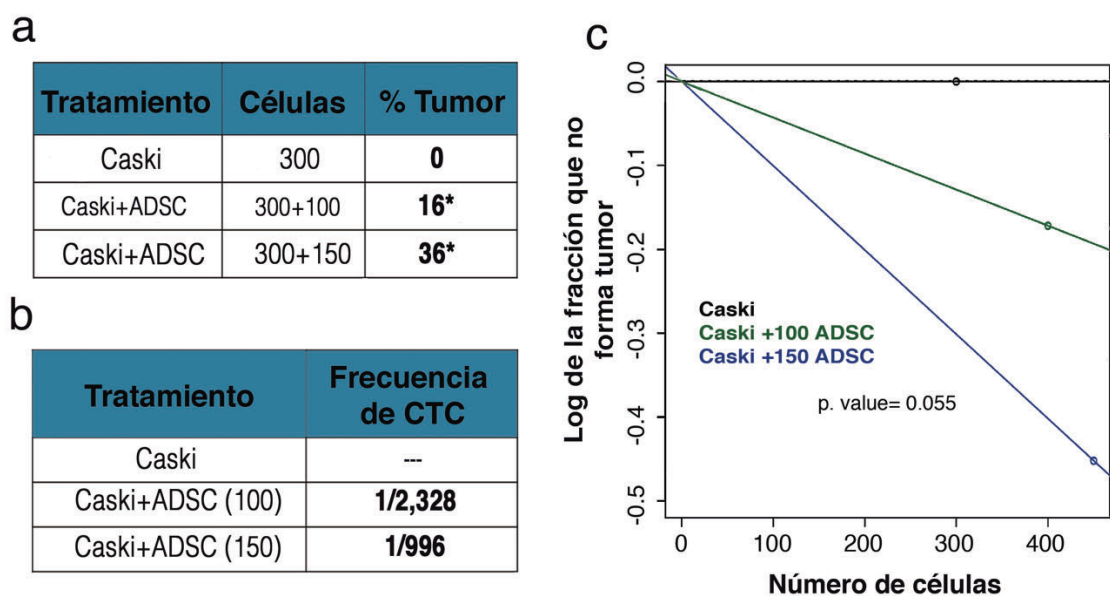 a
Tratamiento Células % Tumor
Caski 300 0
Caski+ADSC 300+100 16*
Caski+ADSC 300+150 36*
b
Tratamiento Frecuencia de CTC
Caski ---
Caski+ADSC (100) 1/2,328
Caski+ADSC (150) 1/996
c
Log de la fracción que no
forma tumor
0.0
-0.1
-0.2
-0.3
-0.4
-0.5
Caski
Caski +100 ADSC
Caski +150 ADSC
p. value= 0.055
0 100 200 300 400
Número de células